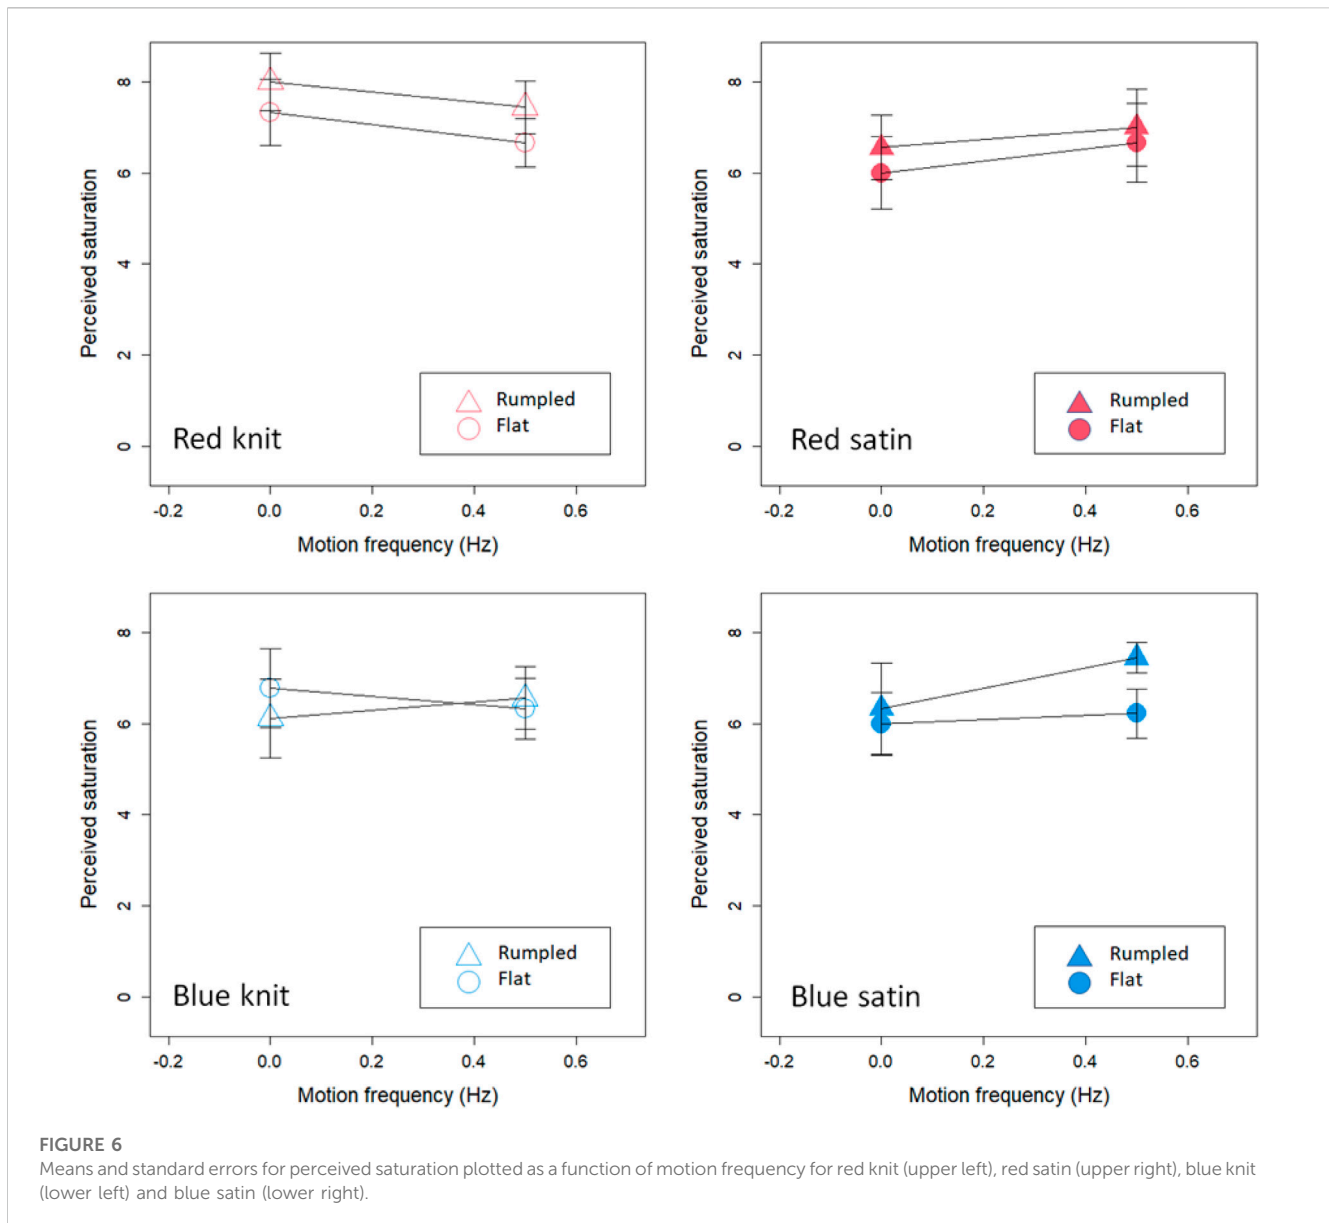 8
6
4
2
0
Perceived saturation
Rumpled
Flat
Red knit
-0.2
0.0
0.2
0.4
0.6
Motion frequency (Hz)
8
6
4
2
0
Perceived saturation
Rumpled
Flat
Red satin
-0.2
0.0
0.2
0.4
0.6
Motion frequency (Hz)
8
6
4
2
0
Perceived saturation
Rumpled
Flat
Blue knit
-0.2
0.0
0.2
0.4
0.6
Motion frequency (Hz)
8
6
4
2
0
Perceived saturation
Rumpled
Flat
Blue satin
-0.2
0.0
0.2
0.4
0.6
Motion frequency (Hz)
FIGURE 6
Means and standard errors for perceived saturation plotted as a function of motion frequency for red knit (upper left), red satin (upper right), blue knit
(lower left) and blue satin (lower right).